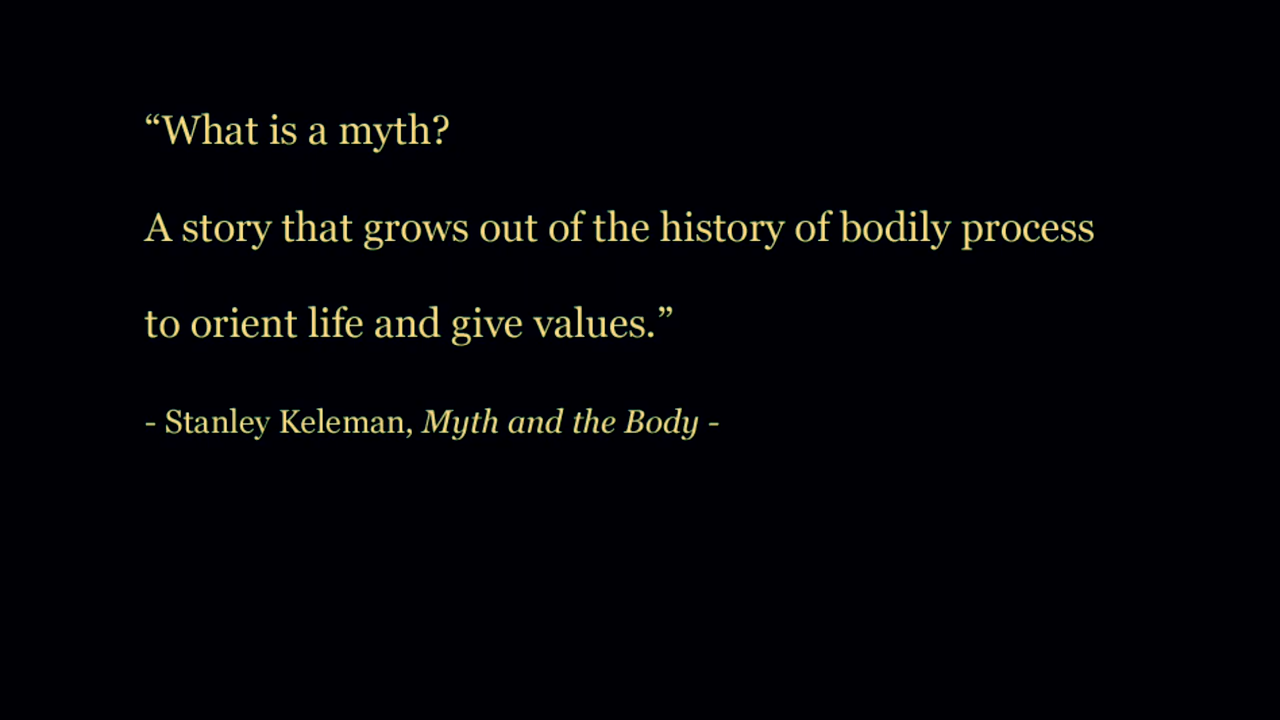 “What is a myth?
A story that grows out of the history of bodily process
to orient life and give values.”
- Stanley Keleman, Myth and the Body -